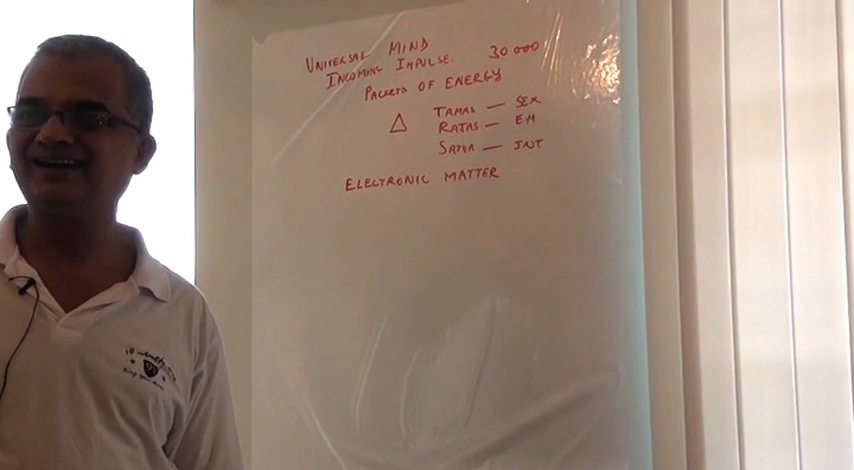 UNIVERSAL MIND
INCOMING IMPULSE. 30000
PACKETS OF ENERGY
TAMAS — SEX
RAJAS — EM
SATVA — INT
ELECTRONIC MATTER